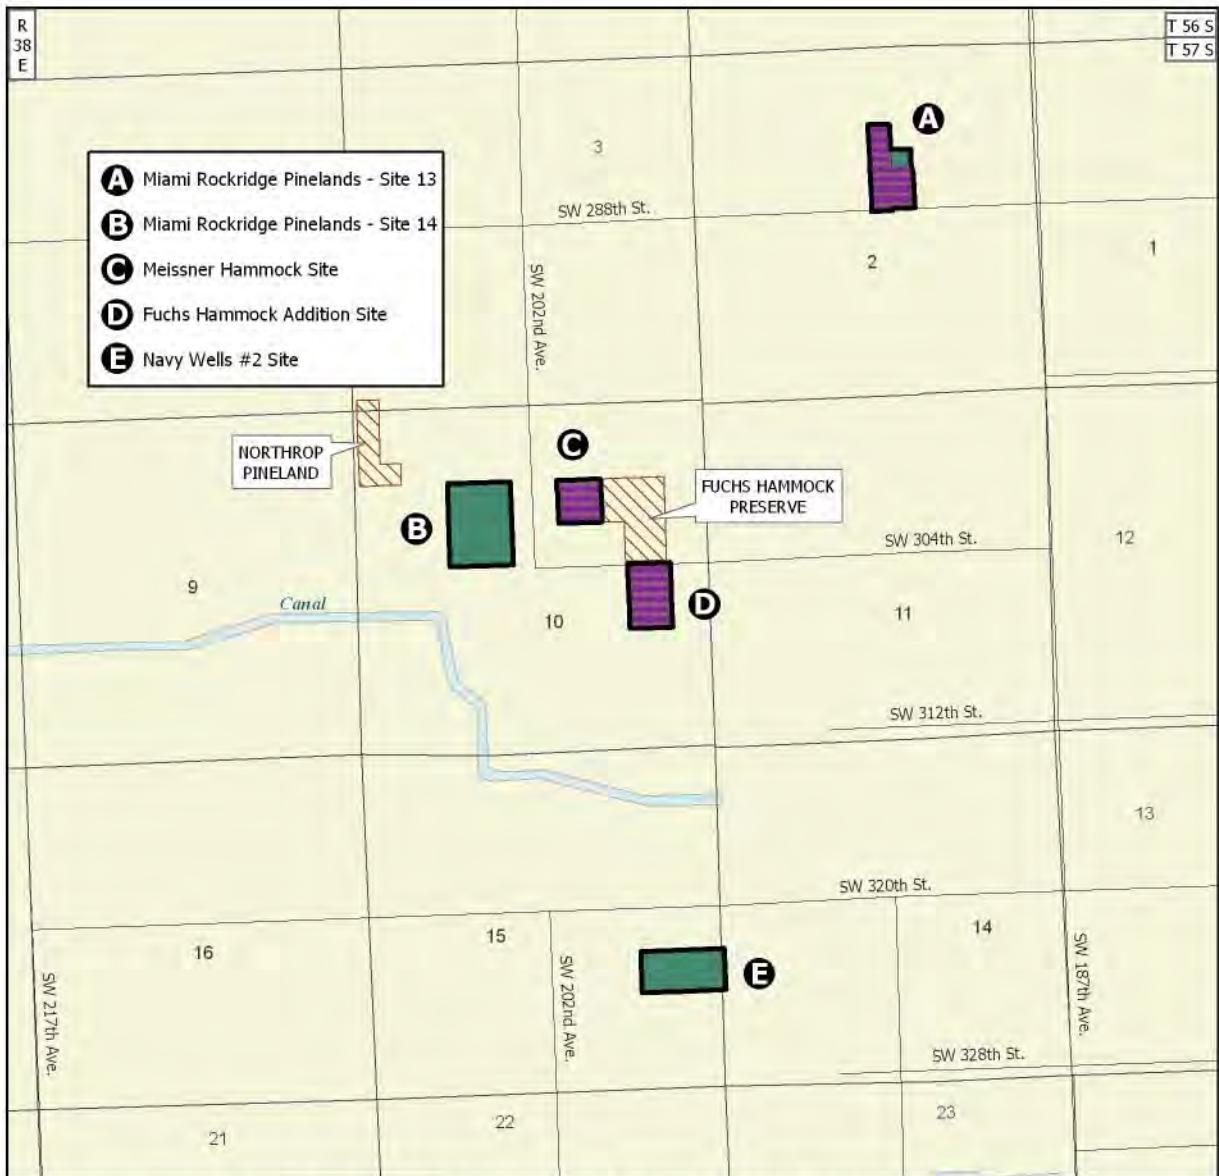 R
38
E
T 56 S
T 57 S
A
3
A Miami Rockridge Pinelands - Site 13
B Miami Rockridge Pinelands - Site 14
C Meissner Hammock Site
D Fuchs Hammock Addition Site
E Navy Wells #2 Site
SW 288th St.
2
1
SW 202nd Ave.
NORTHROP
PINELAND
C
FUCHS HAMMOCK
PRESERVE
B
SW 304th St.
12
9
Canal
10
D
11
SW 312th St.
13
SW 320th St.
16
15
14
SW 217th Ave.
SW 202nd Ave.
E
SW 187th Ave.
SW 328th St.
21
22
23